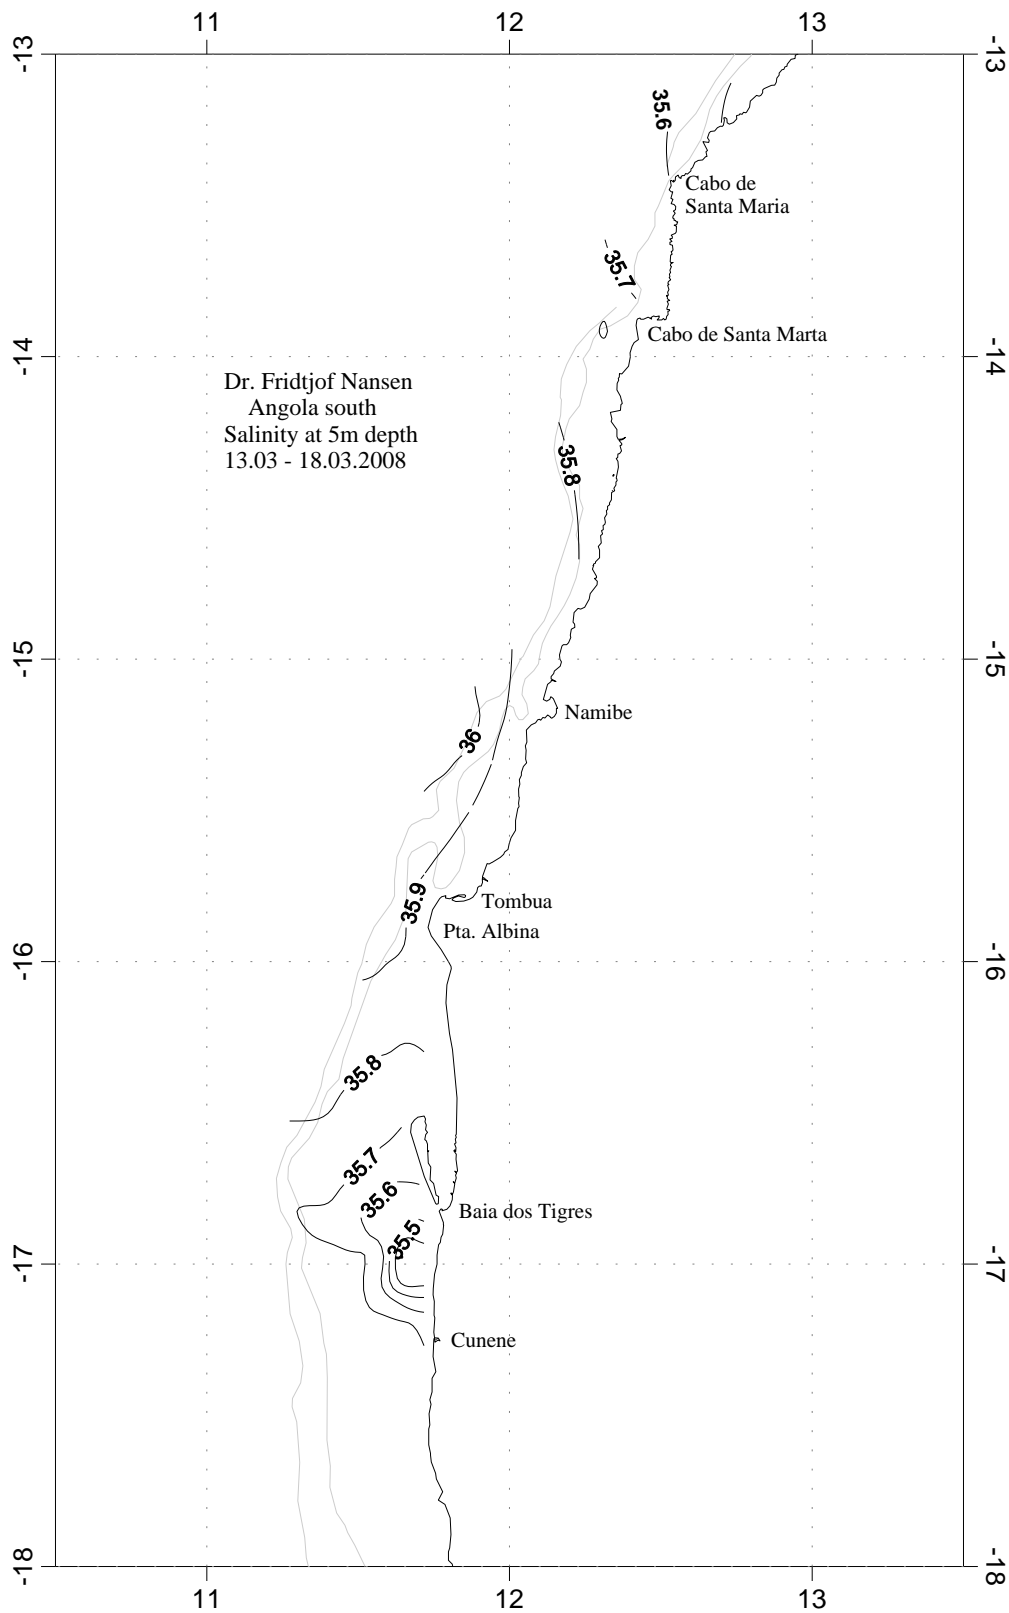 11 12 13
-13 -13
35.6
Cabo de
Santa Maria
35.7
Cabo de Santa Marta
-14 -14
Dr. Fridtjof Nansen
Angola south
Salinity at 5m depth
13.03 - 18.03.2008
35.8
-15 -15
Namibe
36
35.9
Tombua
Pta. Albina
-16 -16
35.8
35.7
35.6
Baia dos Tigres
35.5
-17 -17
Cunene
-18 -18
11 12 13